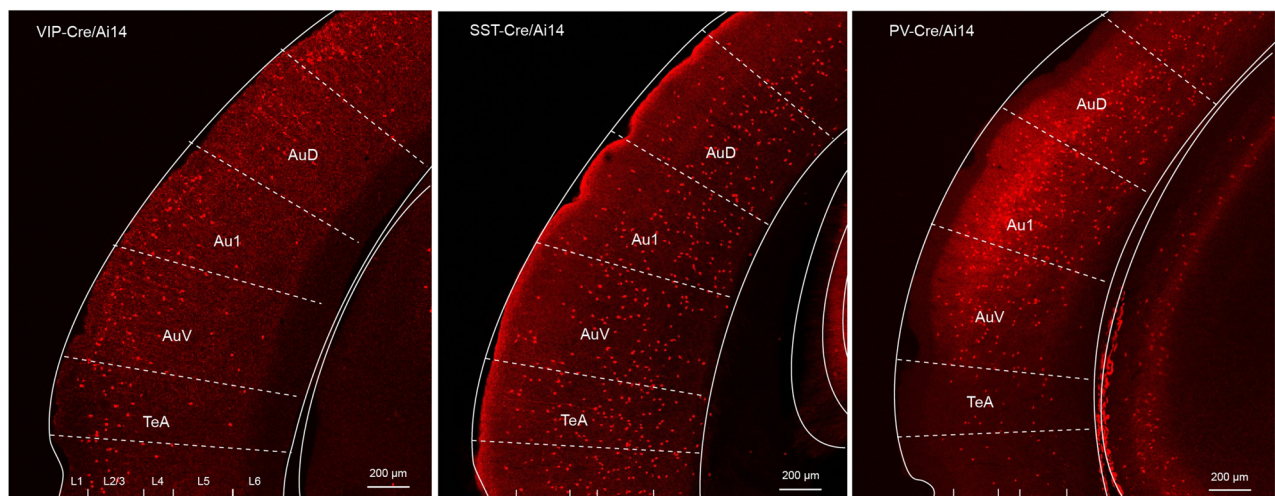 VIP-Cre/Ai14
AuD
Au1
AuV
TeA
L1 L2/3 L4 L5 L6
200 µm
SST-Cre/Ai14
AuD
Au1
AuV
TeA
200 µm
PV-Cre/Ai14
AuD
Au1
AuV
TeA
200 µm